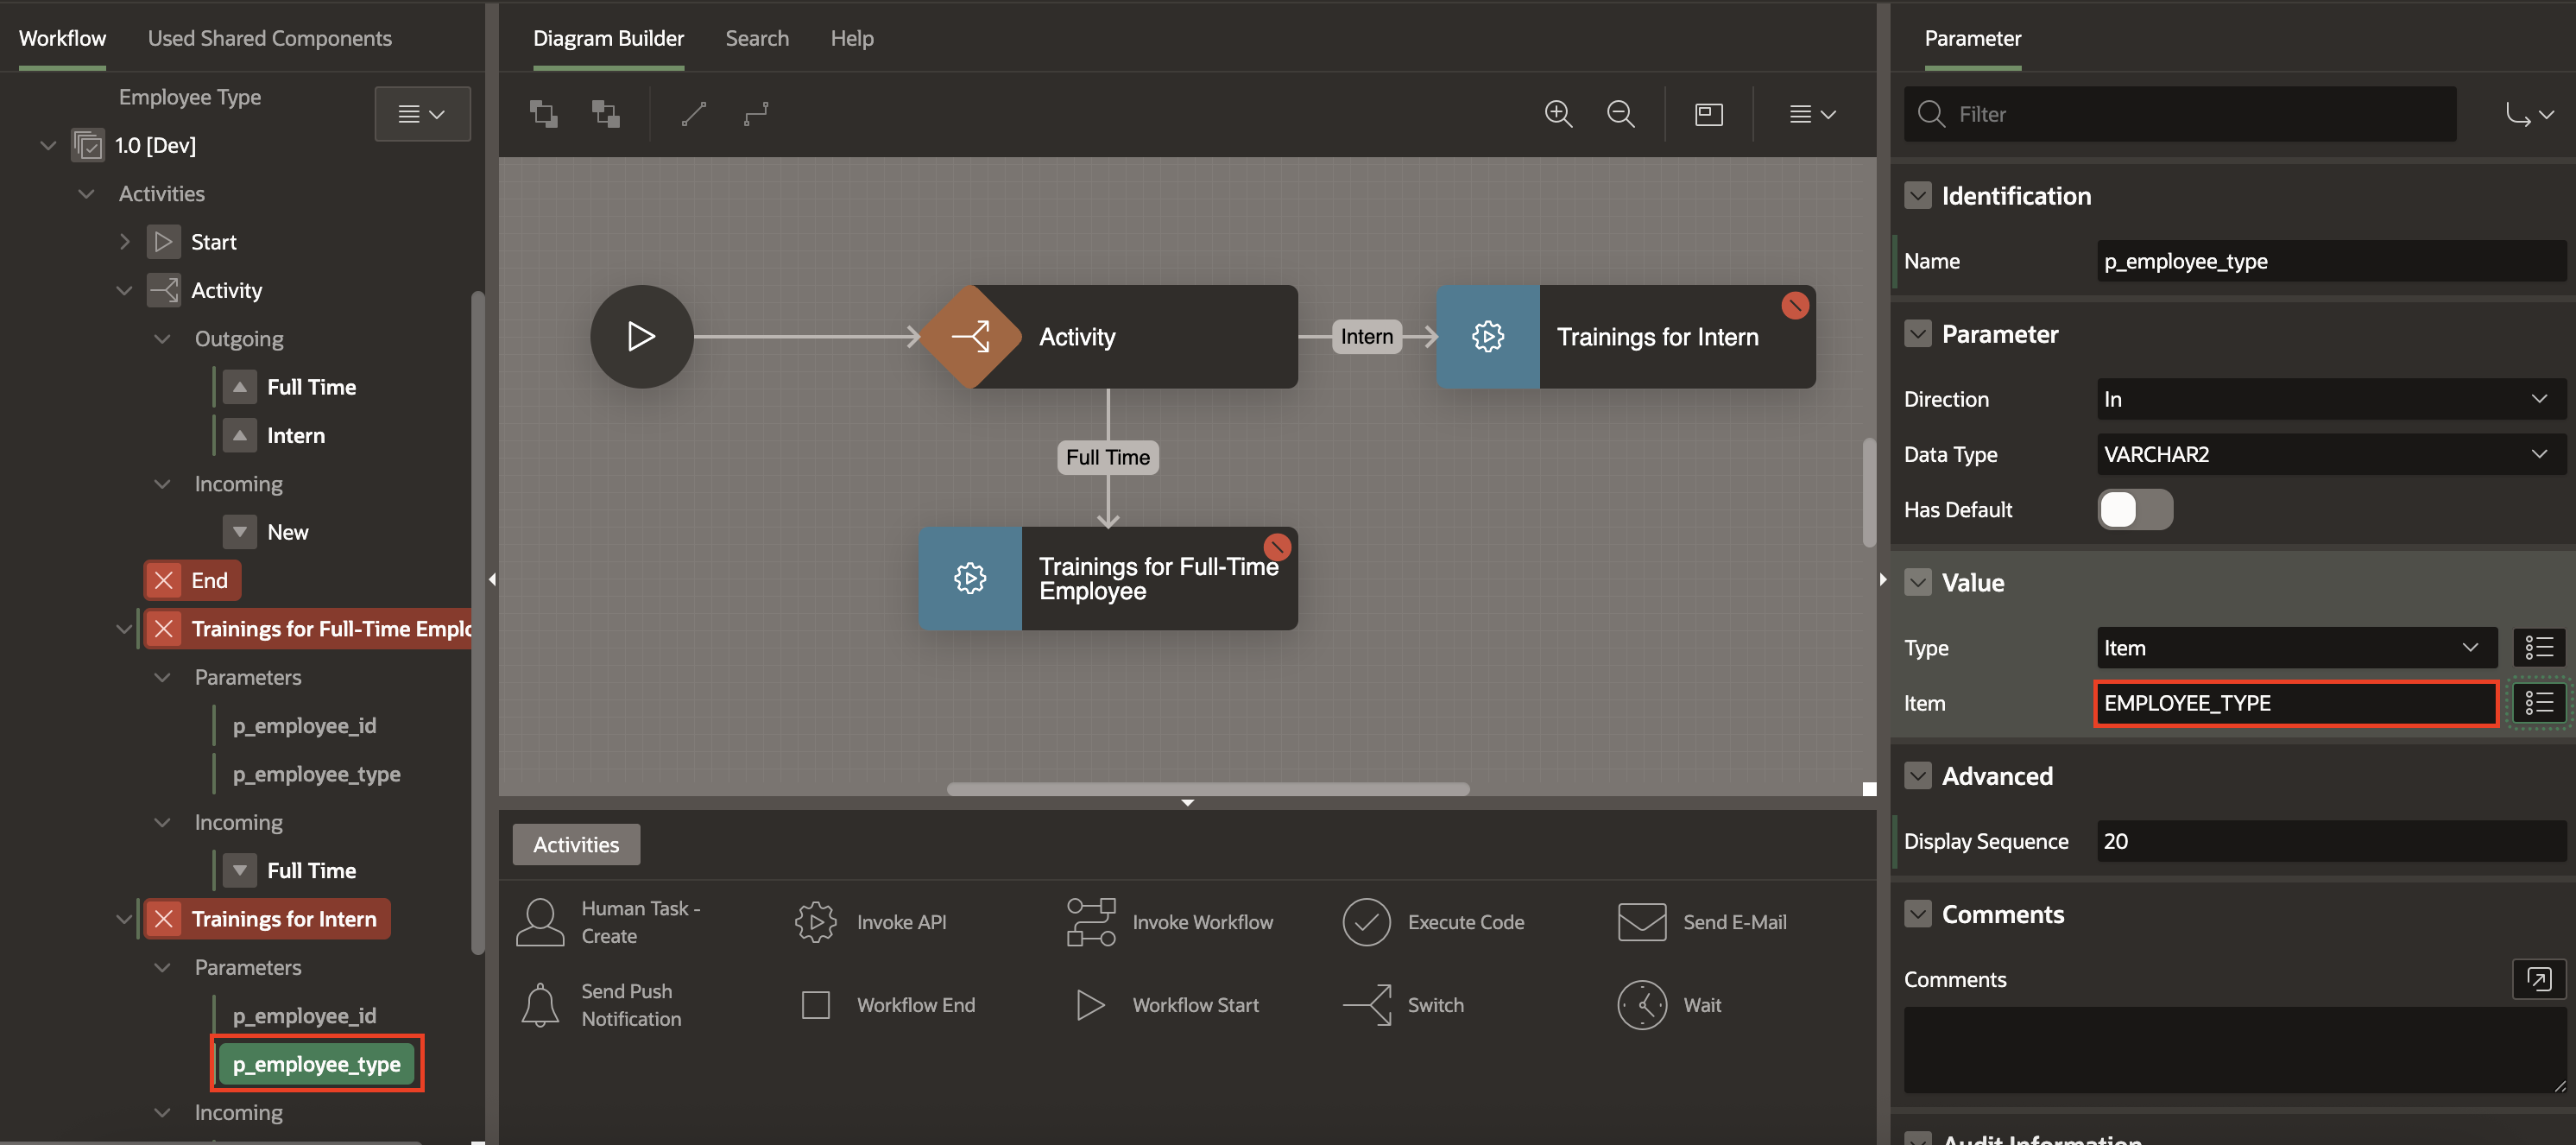 Workflow
Used Shared Components
Employee Type
1.0 [Dev]
Activities
Start
Activity
Outgoing
Full Time
Intern
Incoming
New
End
Trainings for Full-Time Emplo
Parameters
p_employee_id
p_employee_type
Incoming
Full Time
Trainings for Intern
Parameters
p_employee_id
p_employee_type
Incoming
Diagram Builder
Search
Help
Activity
Intern
Trainings for Intern
Full Time
Trainings for Full-Time
Employee
Activities
Human Task -
Create
Invoke API
Invoke Workflow
Execute Code
Send E-Mail
Send Push
Notification
Workflow End
Workflow Start
Switch
Wait
Parameter
Filter
Identification
Name
p_employee_type
Parameter
Direction
In
Data Type
VARCHAR2
Has Default
Value
Type
Item
Item
EMPLOYEE_TYPE
Advanced
Display Sequence
20
Comments
Comments
Audit Information